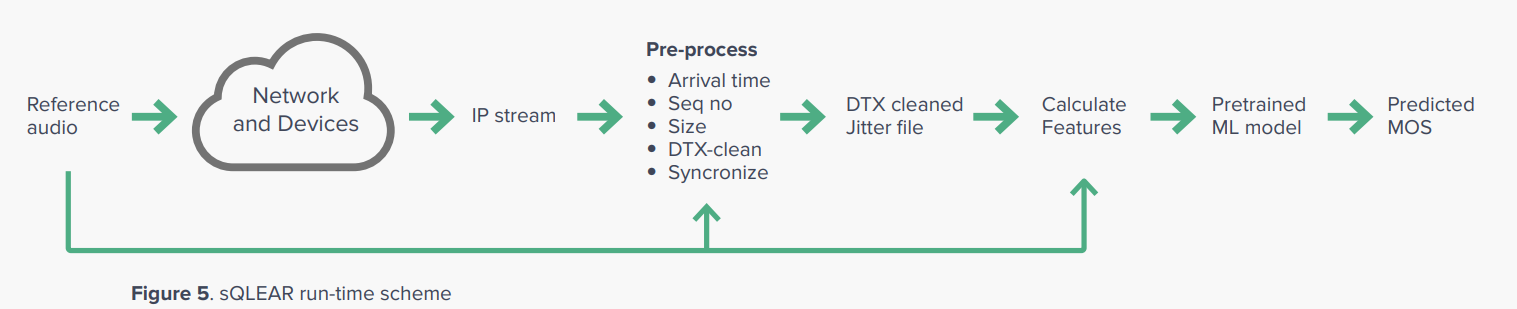 Reference
audio
Network
and Devices
IP stream
Pre-process
• Arrival time
• Seq no
• Size
• DTX-clean
• Syncronize
DTX cleaned
Jitter file
Calculate
Features
Pretrained
ML model
Predicted
MOS
Figure 5. sQLEAR run-time scheme